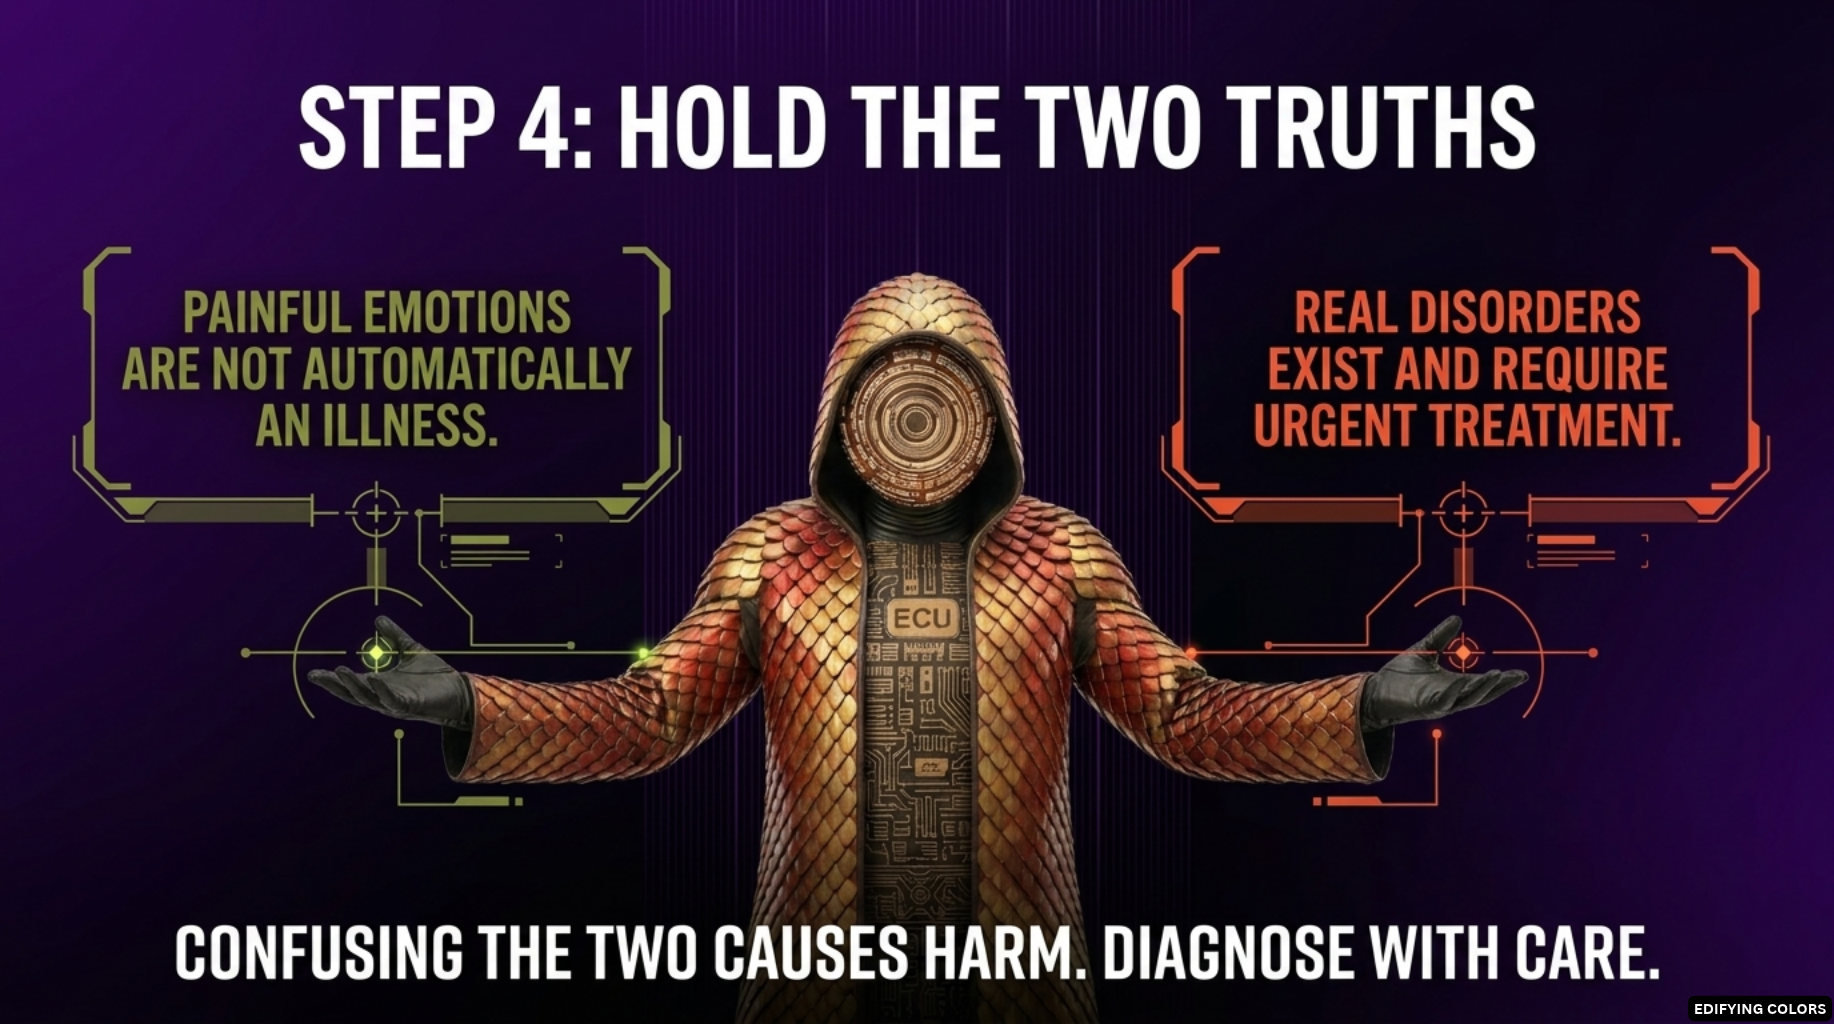 STEP 4: HOLD THE TWO TRUTHS
PAINFUL EMOTIONS
ARE NOT AUTOMATICALLY
AN ILLNESS.
REAL DISORDERS
EXIST AND REQUIRE
URGENT TREATMENT.
ECU
CONFUSING THE TWO CAUSES HARM. DIAGNOSE WITH CARE.
EDIFYING COLORS